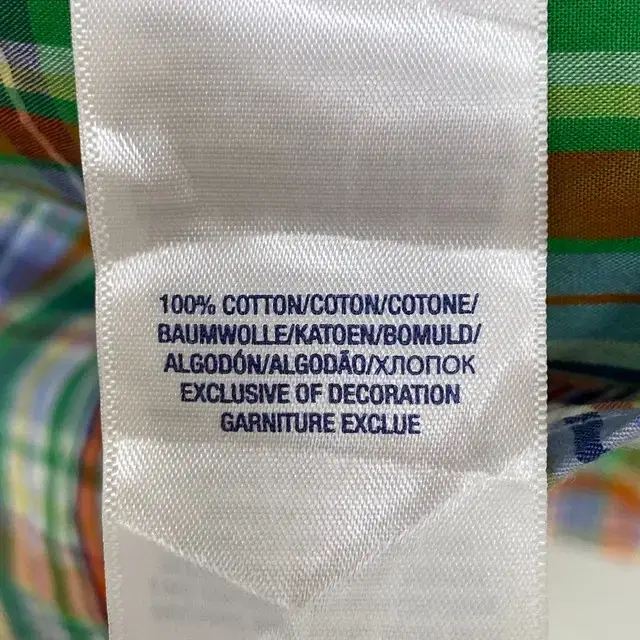 100% COTTON/COTON/COTONE/
BAUMWOLLE/KATOEN/BOMULD/
ALGODÓN/ALGODÃO/ХЛОПОК
EXCLUSIVE OF DECORATION
GARNITURE EXCLUE